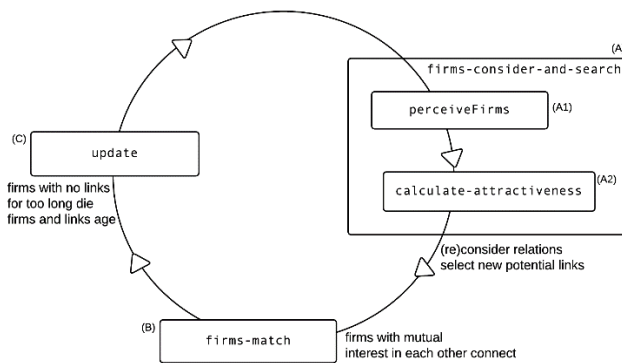 (A
firms-consider-and-search
perceiveFirms
(A1)
calculate-attractiveness
(A2)
(re)consider relations
select new potential links
(B)
firms-match
firms with mutual
interest in each other connect
(C)
update
firms with no links
for too long die
firms and links age